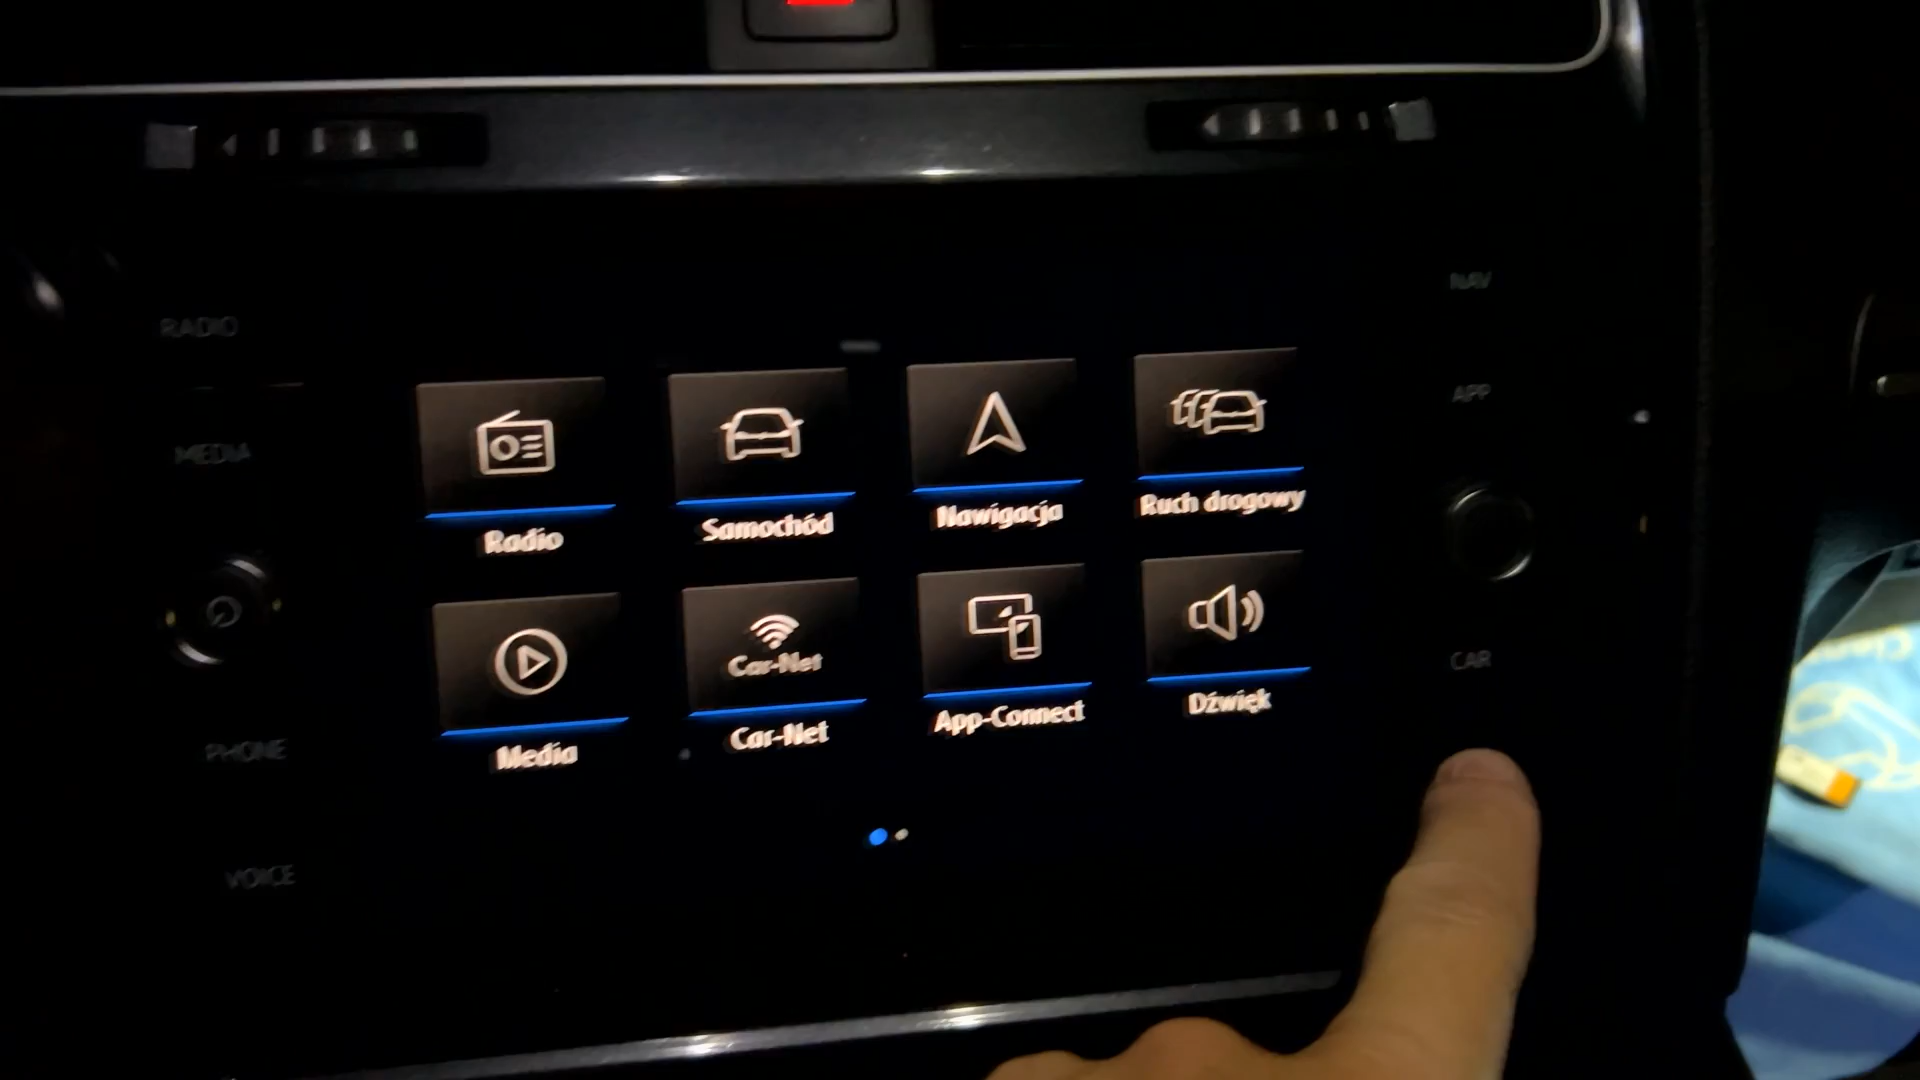 NAV
RADIO
APP
MEDIA
Radio
Samochód
Nawigacja
Ruch drogowy
Car-Net
Media
Car-Net
App-Connect
Dźwięk
CAR
PHONE
VOICE